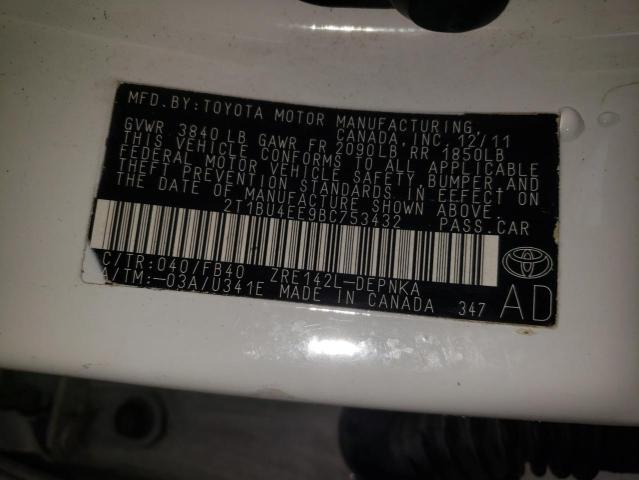 MFD. BY: TOYOTA MOTOR MANUFACTURING,
CANADA, INC. 12/11
GVWR 3840 LB GAWR FR 2090LB RR 1850LB
THIS VEHICLE CONFORMS TO ALL APPLICABLE
FEDERAL MOTOR VEHICLE SAFETY, BUMPER, AND
THEFT PREVENTION STANDARDS IN EFFECT ON
THE DATE OF MANUFACTURE SHOWN ABOVE.
2T1BU4EE9BC753432 PASS. CAR
C/TR: 040/FB40 ZRE142L-DEPNKA
A/TM: -03A/U341E MADE IN CANADA 347
AD